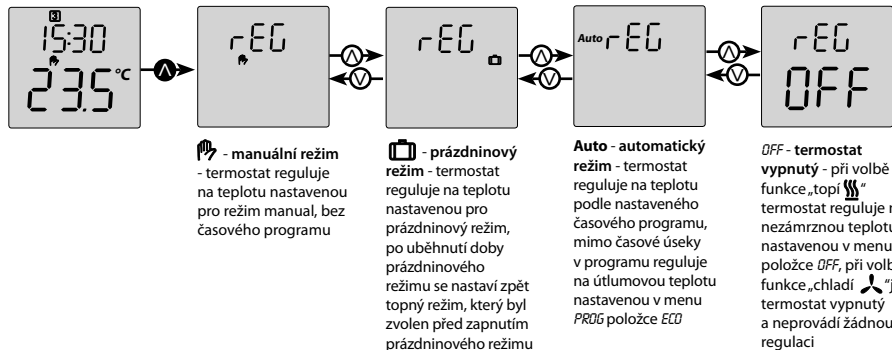 3
15:30
23.5 °C
rEG
rEG
Auto rEG
rEG
OFF
- manuální režim
- termostat reguluje
na teplotu nastavenou
pro režim manual, bez
časového programu
- prázdninový
režim - termostat
reguluje na teplotu
nastavenou pro
prázdninový režim,
po uběhnutí doby
prázdninového
režimu se nastaví zpět
topný režim, který byl
zvolen před zapnutím
prázdninového režimu
Auto - automatický
režim - termostat
reguluje na teplotu
podle nastaveného
časového programu,
mimo časové úseky
v programu reguluje
na útlumovou teplotu
nastavenou v menu
PROG položce ECO
OFF - termostat
vypnutý - při volbě
funkce „topí “
termostat reguluje
nezámrznou teplotu
nastavenou v menu
položce OFF, při
funkce „chladí “
termostat vypnutý
a neprovádí žádnou
regulaci